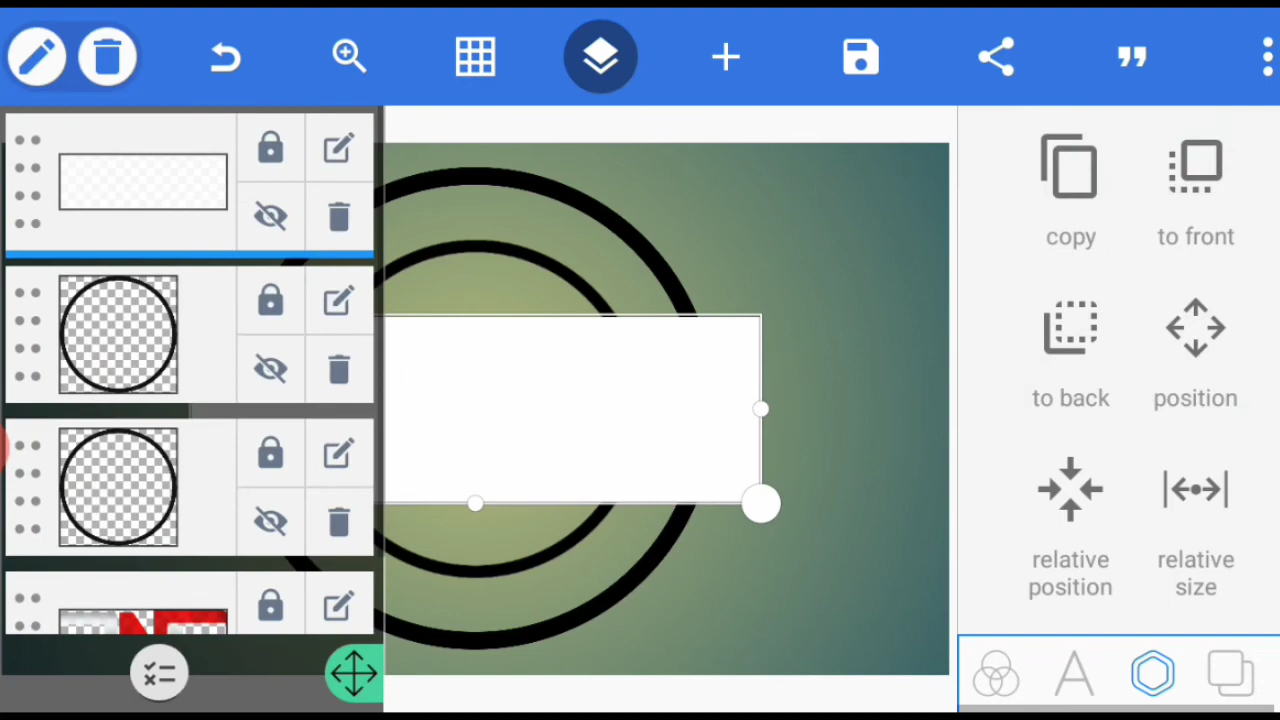 copy
to front
to back
position
relative
position
relative
size